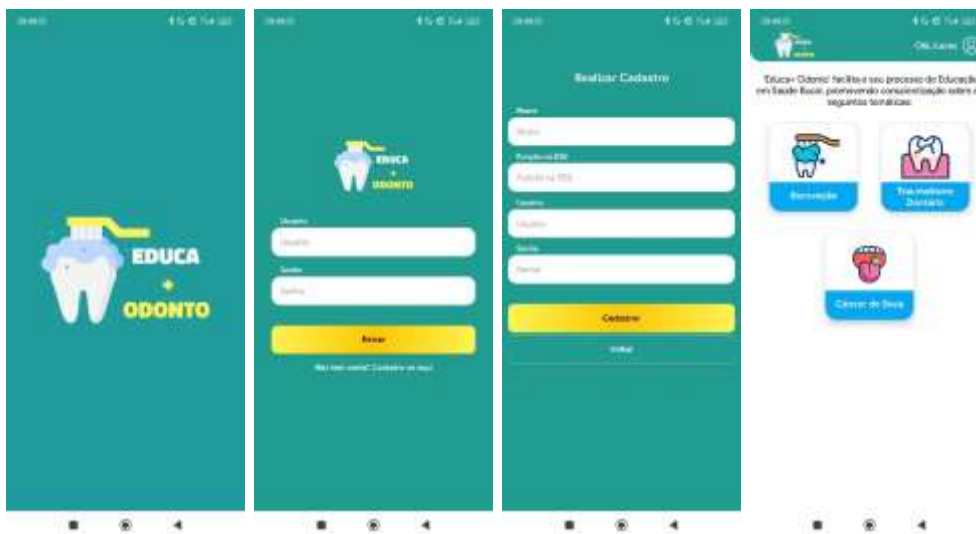 EDUCA
+
ODONTO
EDUCA
+
ODONTO
Usuário
Usuário
Senha
Senha
Entrar
Não tem conta? Cadastre-se aqui
Realizar Cadastro
Nome
Nome
Usuário
Usuário
Senha
Senha
Cadastrar
Voltar
"Educa+ Odonto" facilita o seu processo de Educação
em Saúde Bucal, promovendo conscientização sobre
seguintes temáticas:
Escovação
Traumatismo
Dentário
Câncer de Boca